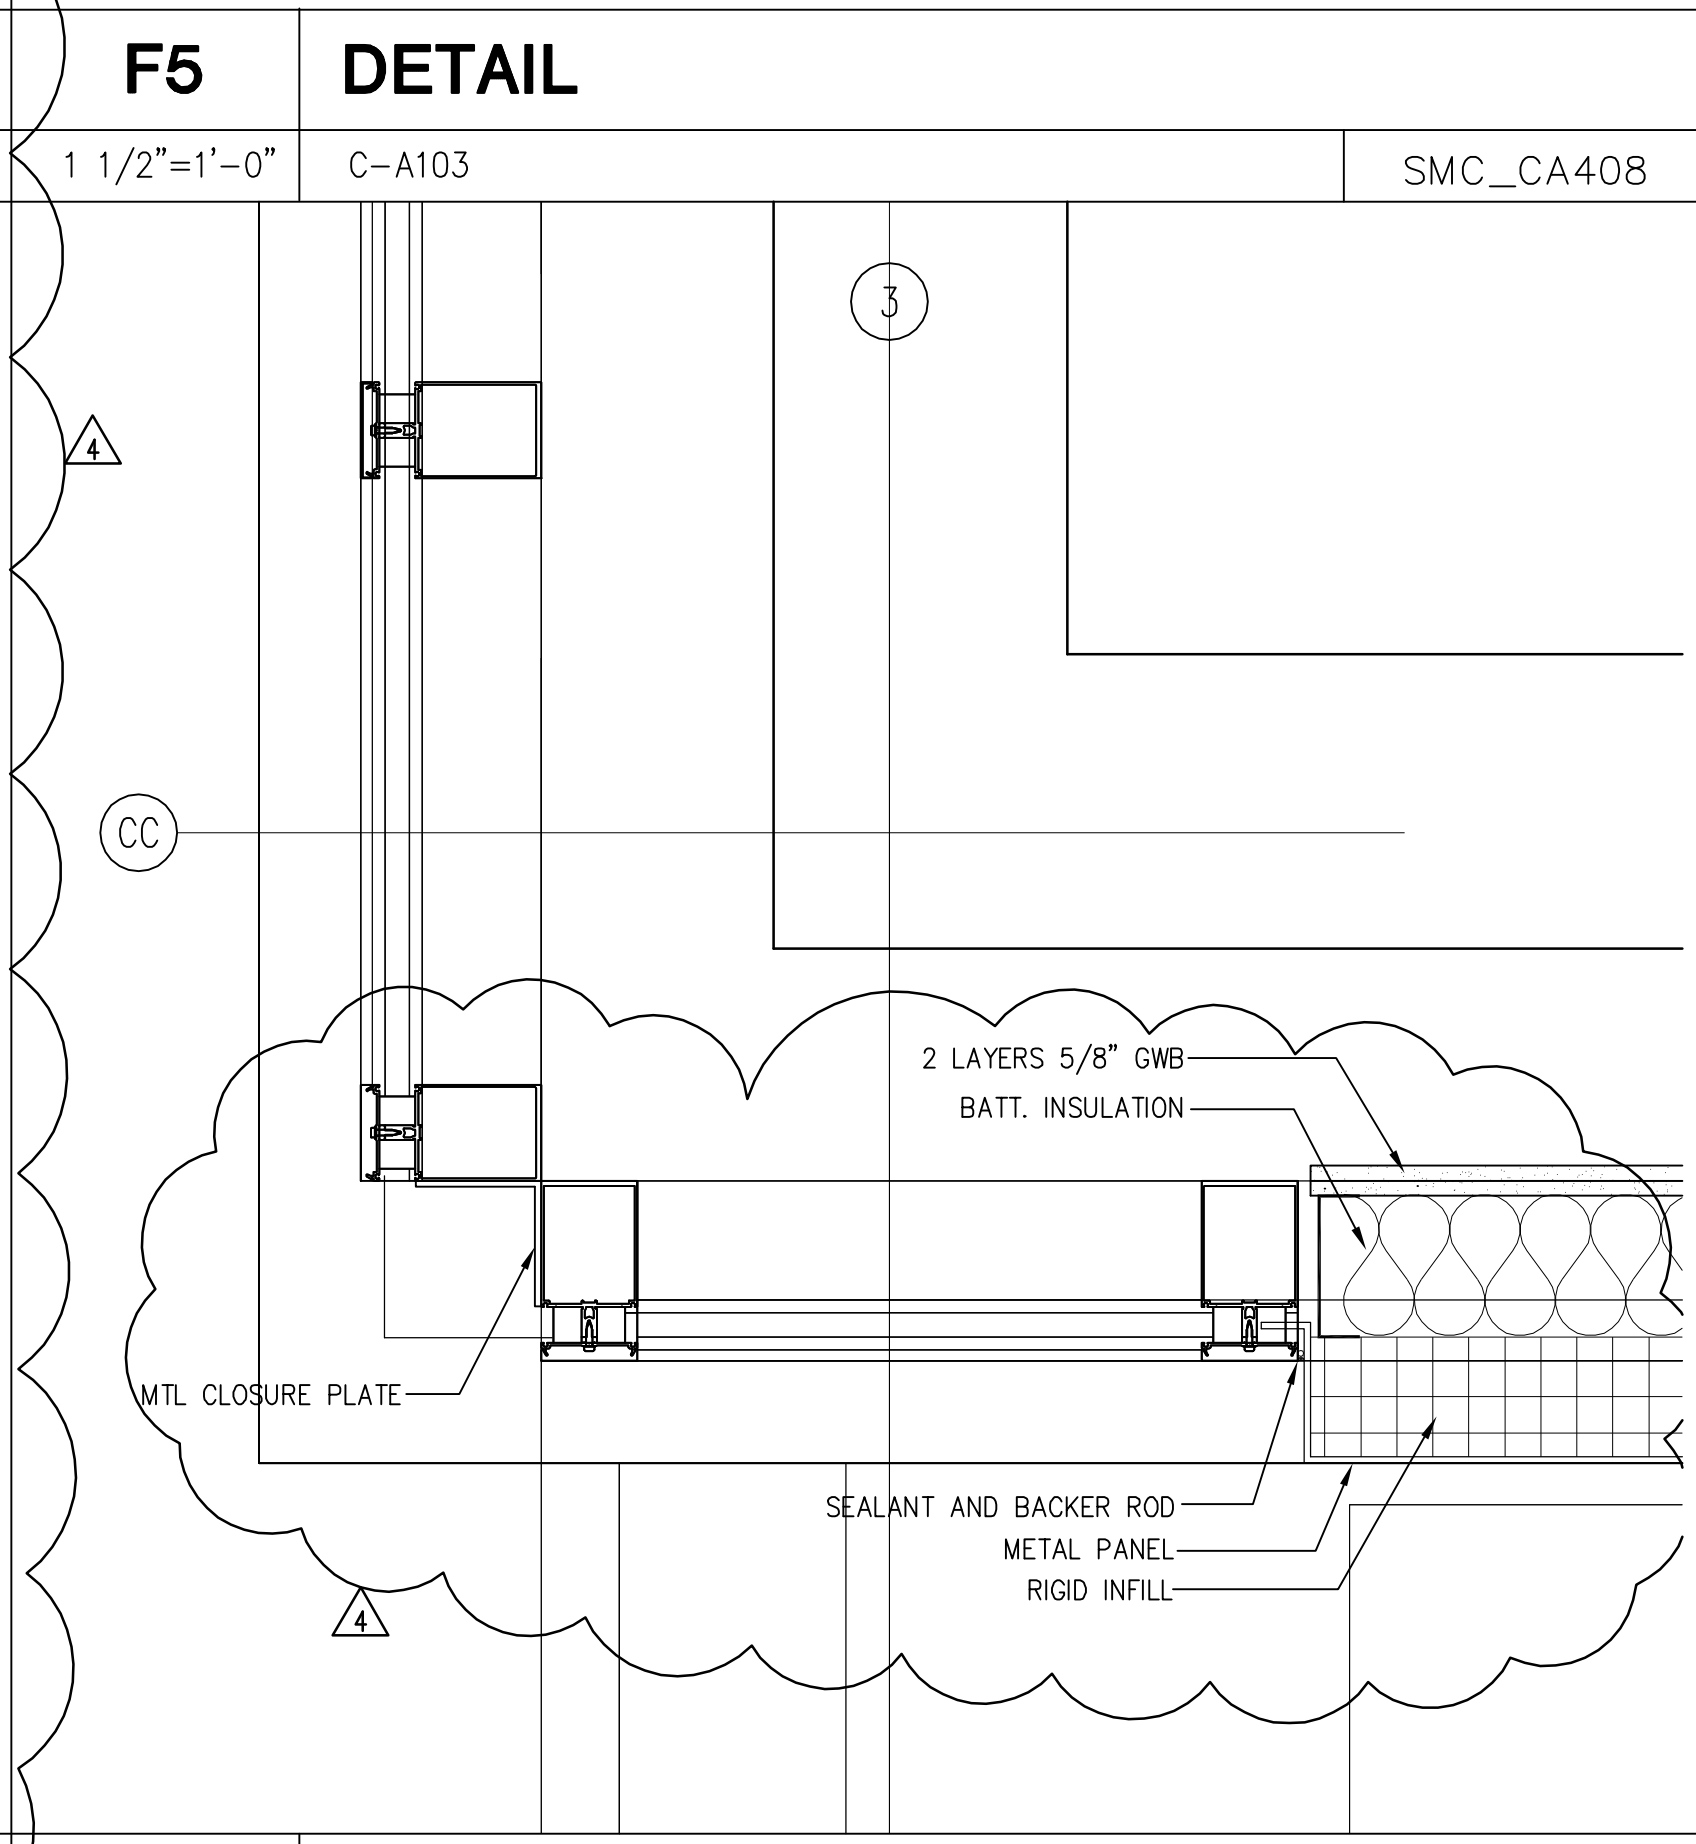 F5 DETAIL
1 1/2"=1'-0" C-A103 SMC_CA408
3
4
CC
2 LAYERS 5/8" GWB
BATT. INSULATION
MTL CLOSURE PLATE
SEALANT AND BACKER ROD
METAL PANEL
RIGID INFILL
4